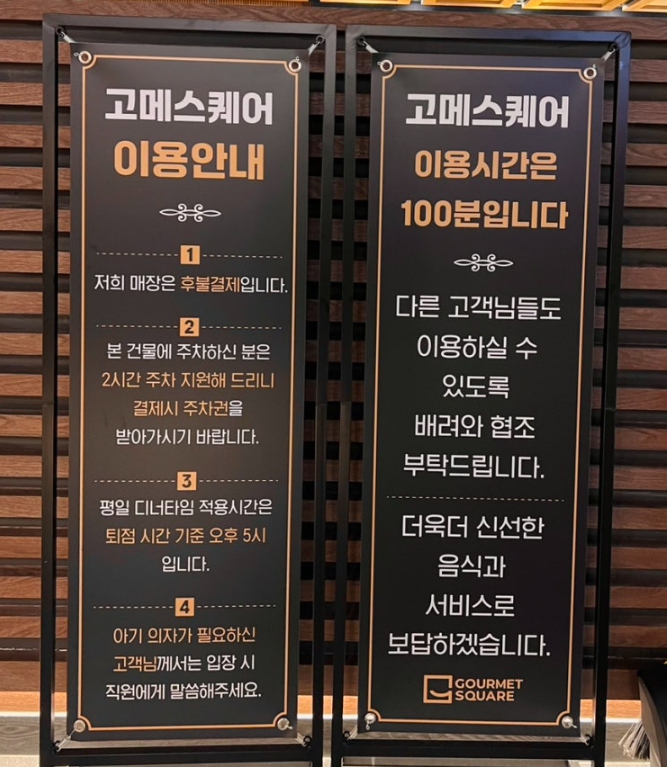 고메스퀘어
이용안내
1
저희 매장은 후불결제입니다.
2
본 건물에 주차하신 분은
2시간 주차 지원해 드리니
결제시 주차권을
받아가시기 바랍니다.
3
평일 디너타임 적용시간은
퇴점 시간 기준 오후 5시
입니다.
4
아기 의자가 필요하신
고객님께서는 입장 시
직원에게 말씀해주세요.
고메스퀘어
이용시간은
100분입니다
다른 고객님들도
이용하실 수
있도록
배려와 협조
부탁드립니다.
더욱더 신선한
음식과
서비스로
보답하겠습니다.
GOURMET
SQUARE